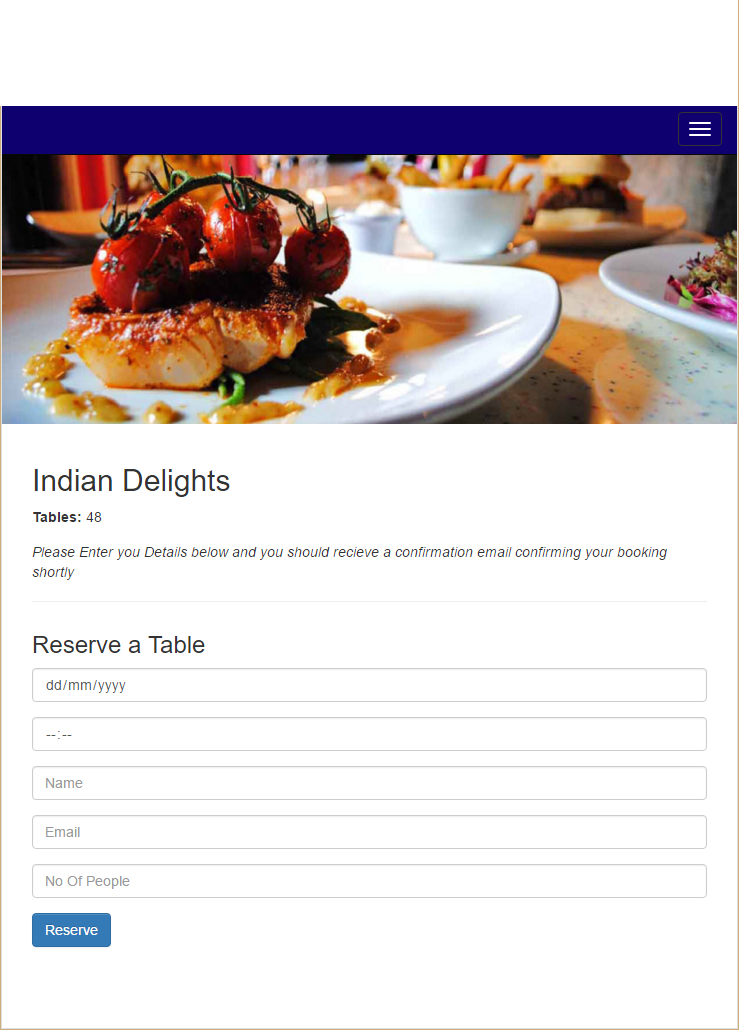 Indian Delights
Tables: 48
Please Enter you Details below and you should recieve a confirmation email confirming your booking
shortly
Reserve a Table
dd/mm/yyyy
--:--
Name
Email
No Of People
Reserve